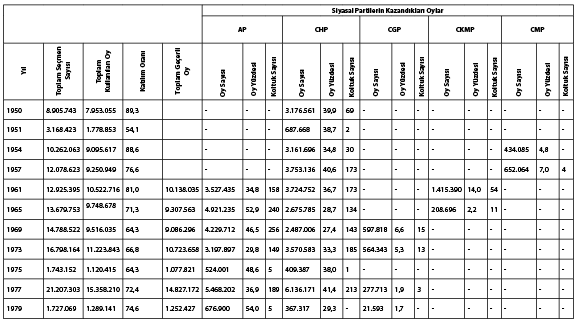 Siyasal Partilerin Kazandıkları Oylar
AP CHP CGP CKMP CMP
Yıl Toplam Seçmen Sayısı Toplam Kullanılan Oy Katılım Oranı Toplam Geçerli Oy Oy Sayısı Oy Yüzdesi Koltuk Sayısı Oy Sayısı Oy Yüzdesi Koltuk Sayısı Oy Sayısı Oy Yüzdesi Koltuk Sayısı Oy Sayısı Oy Yüzdesi Koltuk Sayısı Oy Sayısı Oy Yüzdesi Koltuk Sayısı
1950 8.905.743 7.953.055 89,3 - - - 3.176.561 39,9 69 - - - - - - - - -
1951 3.168.423 1.778.853 54,1 - - - 687.668 38,7 2 - - - - - - - - -
1954 10.262.063 9.095.617 88,6 - - - 3.161.696 34,8 30 - - - - - - 434.085 4,8 -
1957 12.078.623 9.250.949 76,6 - - - 3.753.136 40,6 173 - - - - - - 652.064 7,0 4
1961 12.925.395 10.522.716 81,0 10.138.035 3.527.435 34,8 158 3.724.752 36,7 173 - - - 1.415.390 14,0 54 - - -
1965 13.679.753 9.748.678 71,3 9.307.563 4.921.235 52,9 240 2.675.785 28,7 134 - - - 208.696 2,2 11 - - -
1969 14.788.522 9.516.035 64,3 9.086.296 4.229.712 46,5 256 2.487.006 27,4 143 597.818 6,6 15 - - - - - -
1973 16.798.164 11.223.843 66,8 10.723.658 3.197.897 29,8 149 3.570.583 33,3 185 564.343 5,3 13 - - - - - -
1975 1.743.152 1.120.415 64,3 1.077.821 524.001 48,6 5 409.387 38,0 1 - - - - - - - - -
1977 21.207.303 15.358.210 72,4 14.827.172 5.468.202 36,9 189 6.136.171 41,4 213 277.713 1,9 3 - - - - - -
1979 1.727.069 1.289.141 74,6 1.252.427 676.900 54,0 5 367.317 29,3 - 21.593 1,7 - - - - - - -